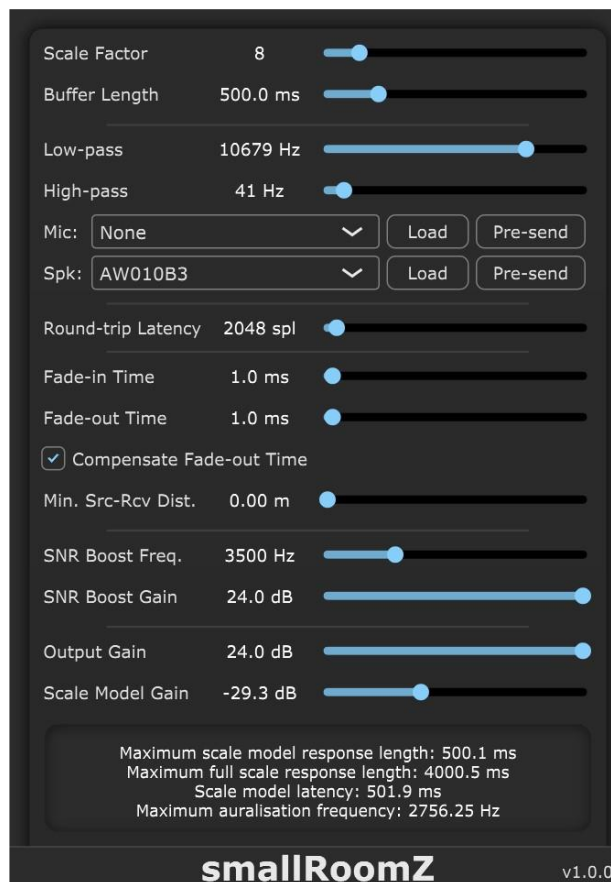 Scale Factor 8
Buffer Length 500.0 ms
Low-pass 10679 Hz
High-pass 41 Hz
Mic: None Load Pre-send
Spk: AW010B3 Load Pre-send
Round-trip Latency 2048 spl
Fade-in Time 1.0 ms
Fade-out Time 1.0 ms
Compensate Fade-out Time
Min. Src-Rcv Dist. 0.00 m
SNR Boost Freq. 3500 Hz
SNR Boost Gain 24.0 dB
Output Gain 24.0 dB
Scale Model Gain -29.3 dB
Maximum scale model response length: 500.1 ms
Maximum full scale response length: 4000.5 ms
Scale model latency: 501.9 ms
Maximum auralisation frequency: 2756.25 Hz
smallRoomZ v1.0.0